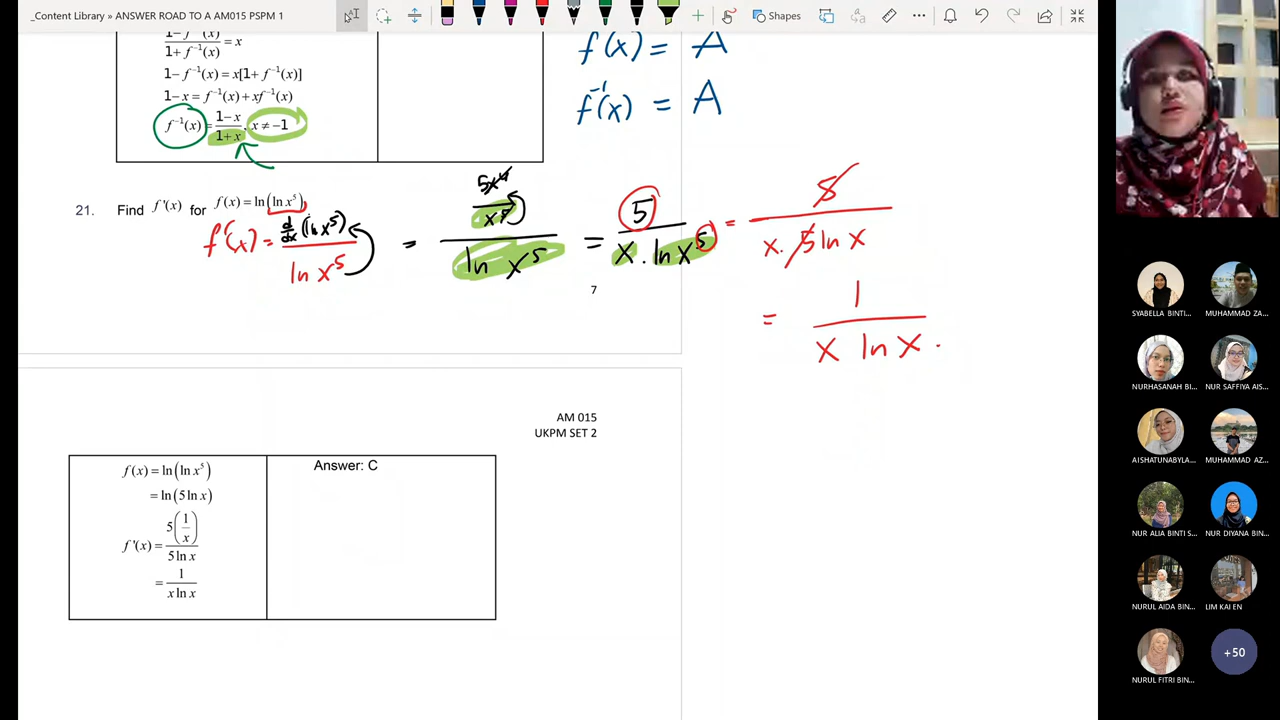 _Content Library » ANSWER ROAD TO A AM015 PSPM 1
Shapes
1−f⁻¹(x) / 1+f⁻¹(x) = x
1−f⁻¹(x) = x[1+f⁻¹(x)]
1−x = f⁻¹(x)+xf⁻¹(x)
f⁻¹(x) = 1−x / 1+x, x ≠ −1
f(x) = A
f⁻¹(x) = A
21. Find f'(x) for f(x) = ln(ln x⁵)
f'(x) = d/dx (ln x⁵) / ln x⁵ = 5x⁴/x⁵ / ln x⁵ = 5 / x . ln x⁵ = 5 / x. 5 ln x
= 1 / x ln x .
7
AM 015
UKPM SET 2
f(x) = ln(ln x⁵)
= ln(5 ln x)
f'(x) = 5(1/x) / 5 ln x
= 1 / x ln x
Answer: C
SYABELLA BINTI...
MUHAMMAD ZA...
NURHASANAH BI...
NUR SAFFIYA AIS...
AISHATUNABYLA...
MUHAMMAD AZ...
NUR ALIA BINTI S...
NUR DIYANA BIN...
NURUL AIDA BIN...
LIM KAI EN
NURUL FITRI BIN...
+50